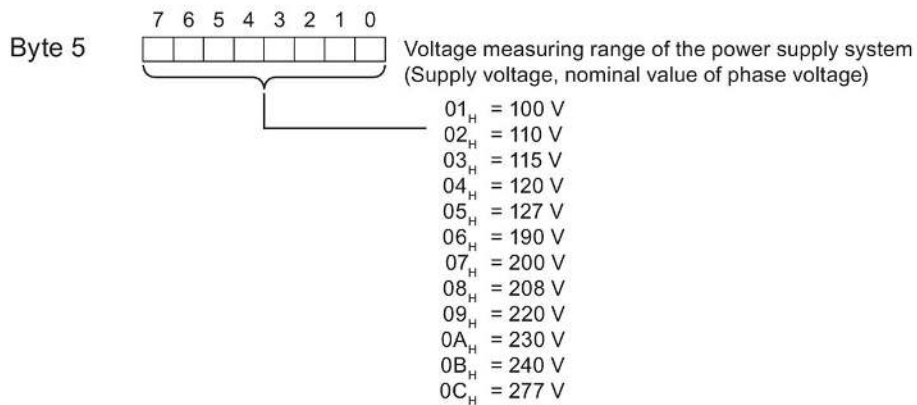 7 6 5 4 3 2 1 0
Byte 5 Voltage measuring range of the power supply system
(Supply voltage, nominal value of phase voltage)
01H = 100 V
02H = 110 V
03H = 115 V
04H = 120 V
05H = 127 V
06H = 190 V
07H = 200 V
08H = 208 V
09H = 220 V
0AH = 230 V
0BH = 240 V
0CH = 277 V